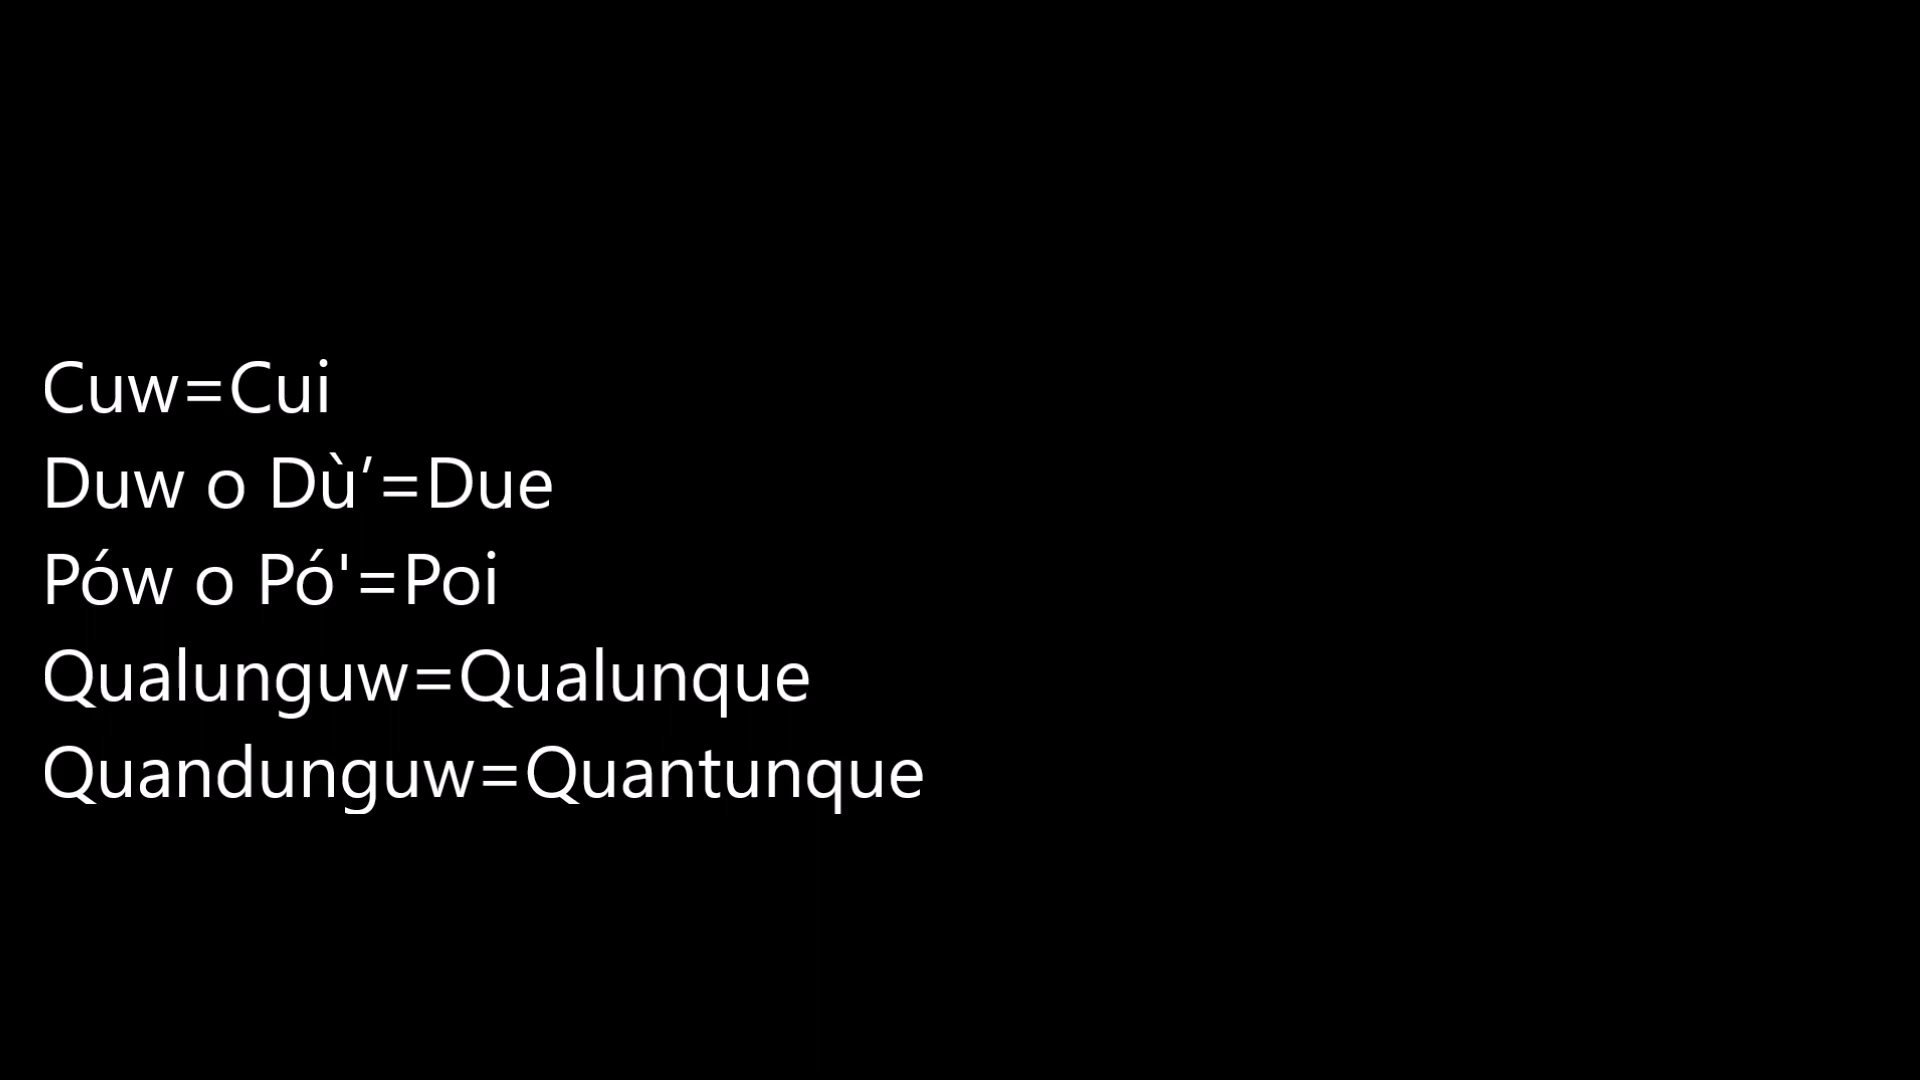 Cuw=Cui
Duw o Dù’=Due
Pów o Pó'=Poi
Qualunguw=Qualunque
Quandunguw=Quantunque